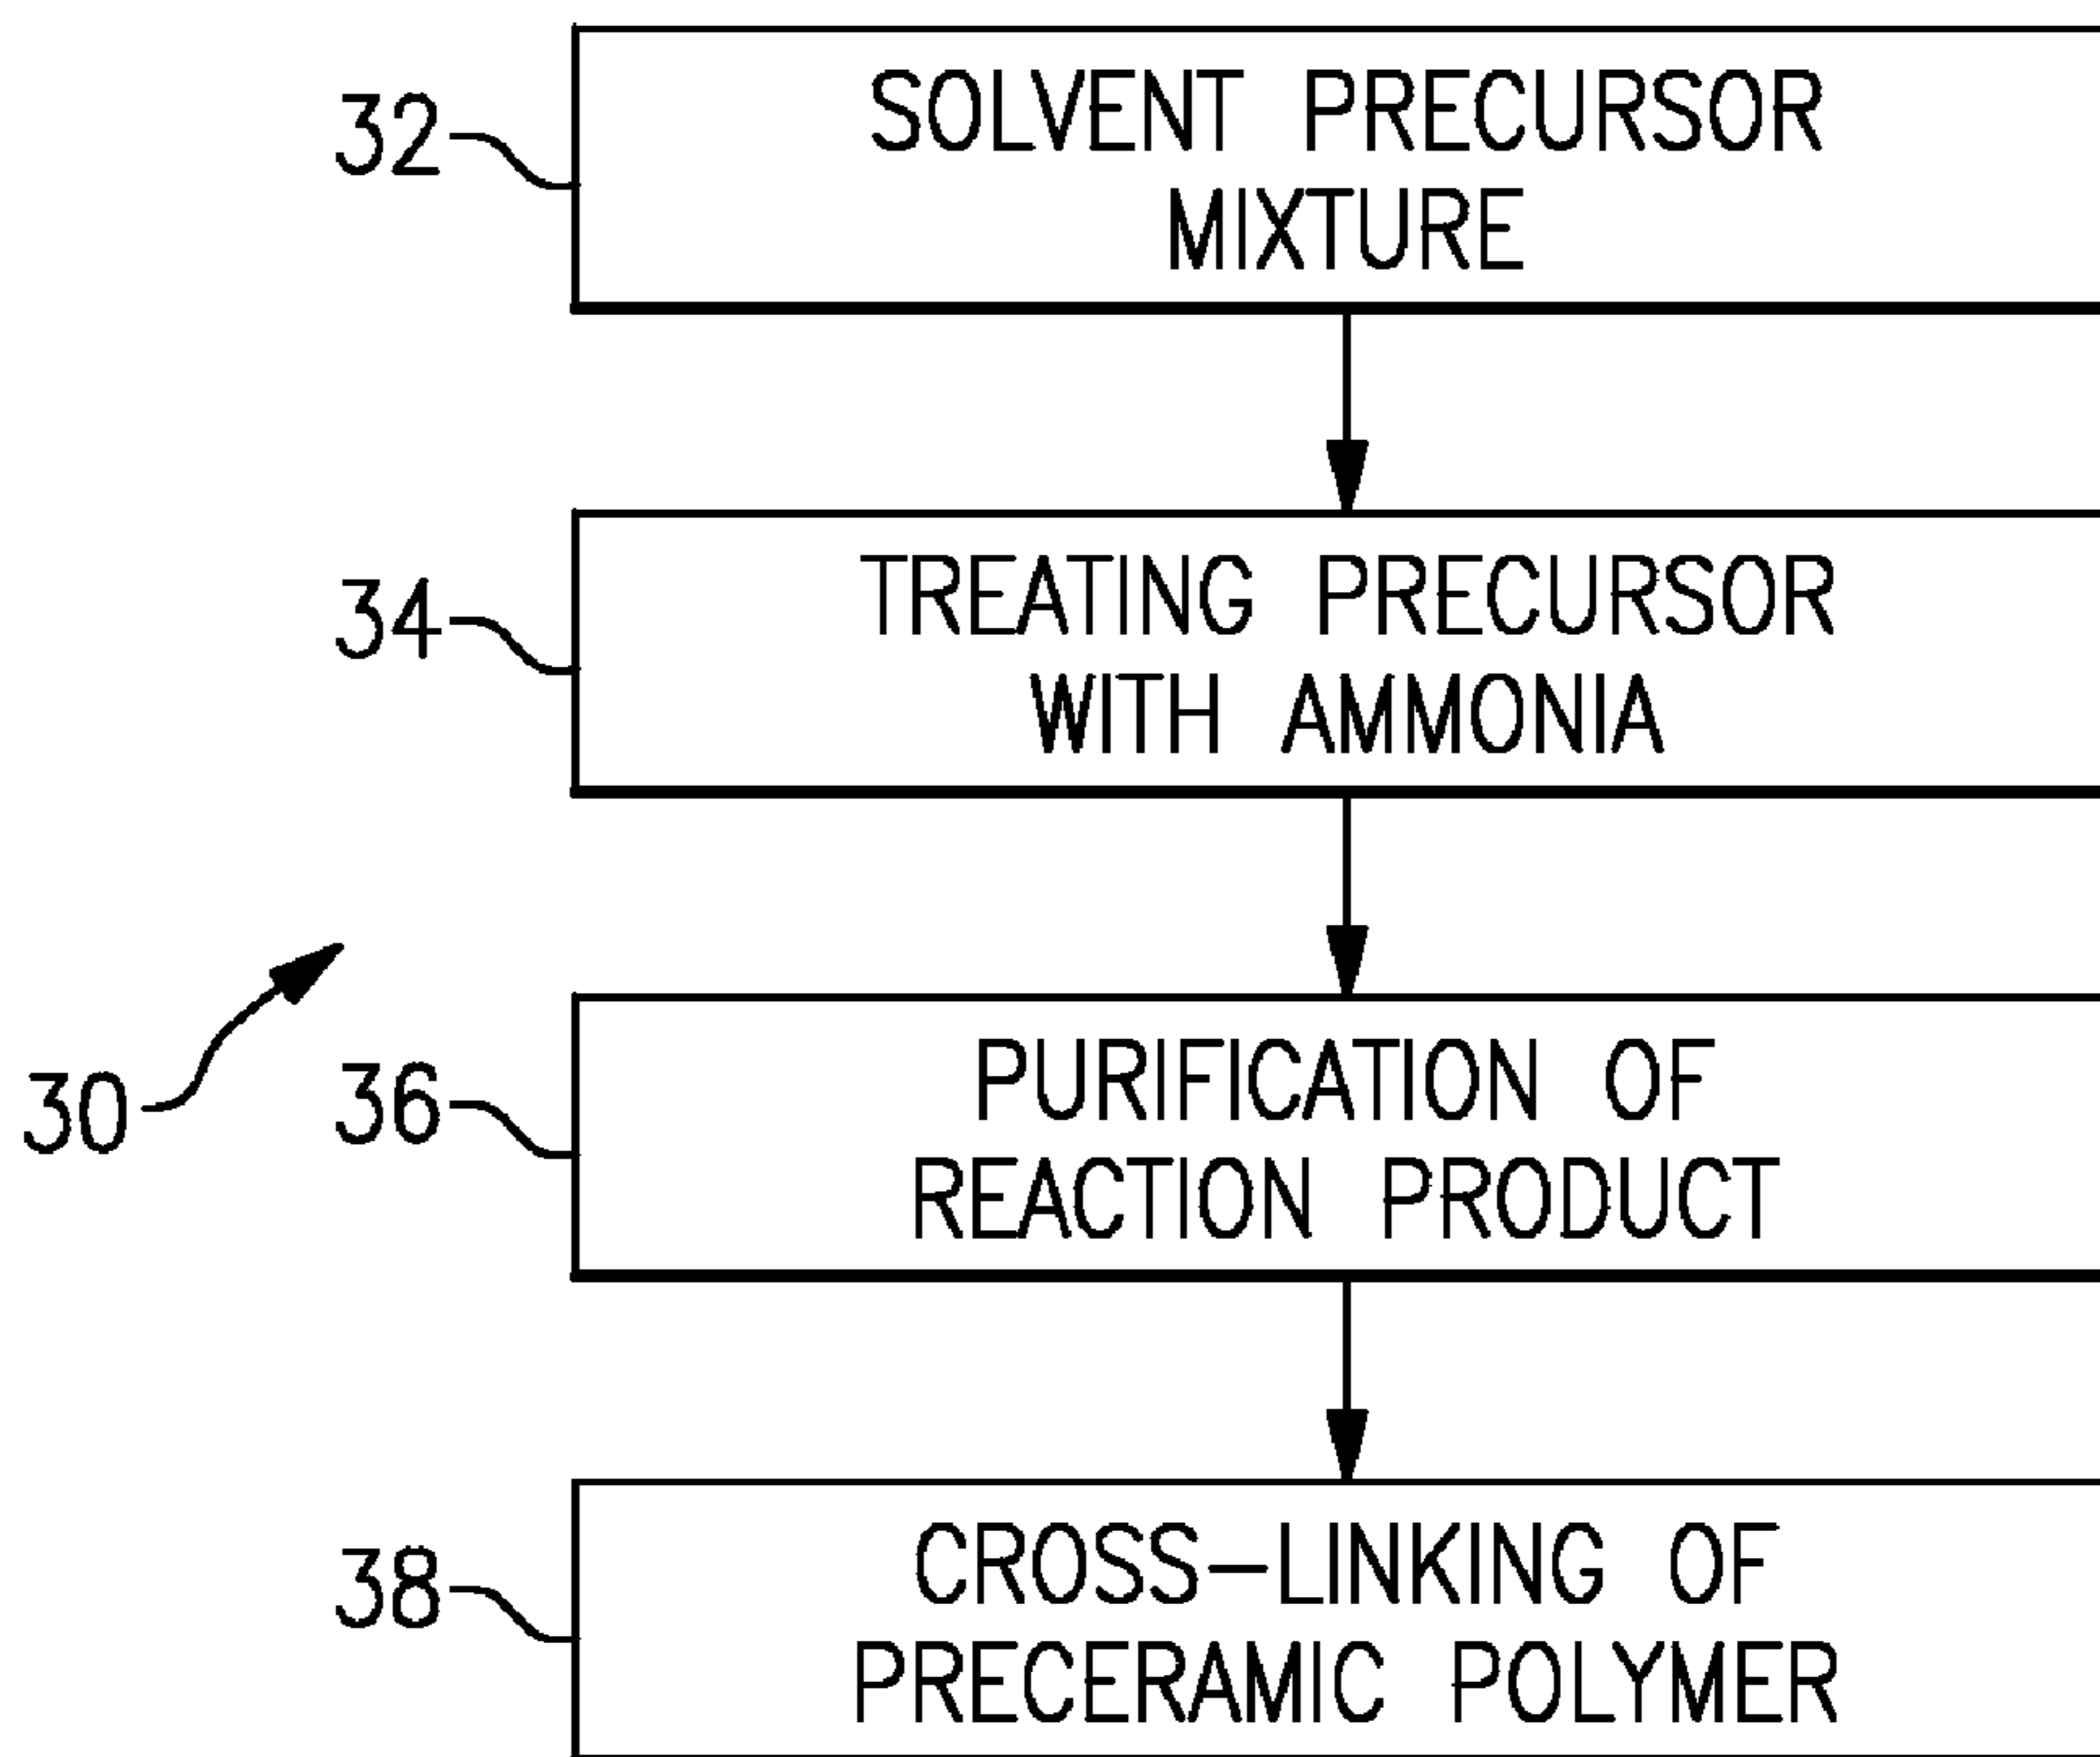 32
SOLVENT PRECURSOR
MIXTURE
34
TREATING PRECURSOR
WITH AMMONIA
30
36
PURIFICATION OF
REACTION PRODUCT
38
CROSS-LINKING OF
PRECERAMIC POLYMER